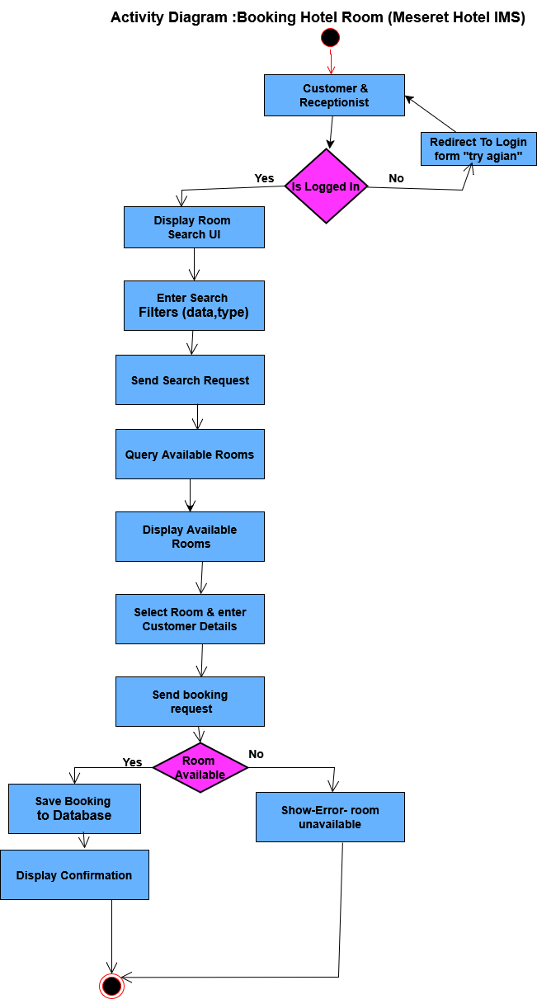 Activity Diagram :Booking Hotel Room (Meseret Hotel IMS)
Customer &
Receptionist
Redirect To Login
form "try agian"
Yes
Is Logged In
No
Display Room
Search UI
Enter Search
Filters (data,type)
Send Search Request
Query Available Rooms
Display Available
Rooms
Select Room & enter
Customer Details
Send booking
request
Yes
Room
Available
No
Save Booking
to Database
Show-Error- room
unavailable
Display Confirmation